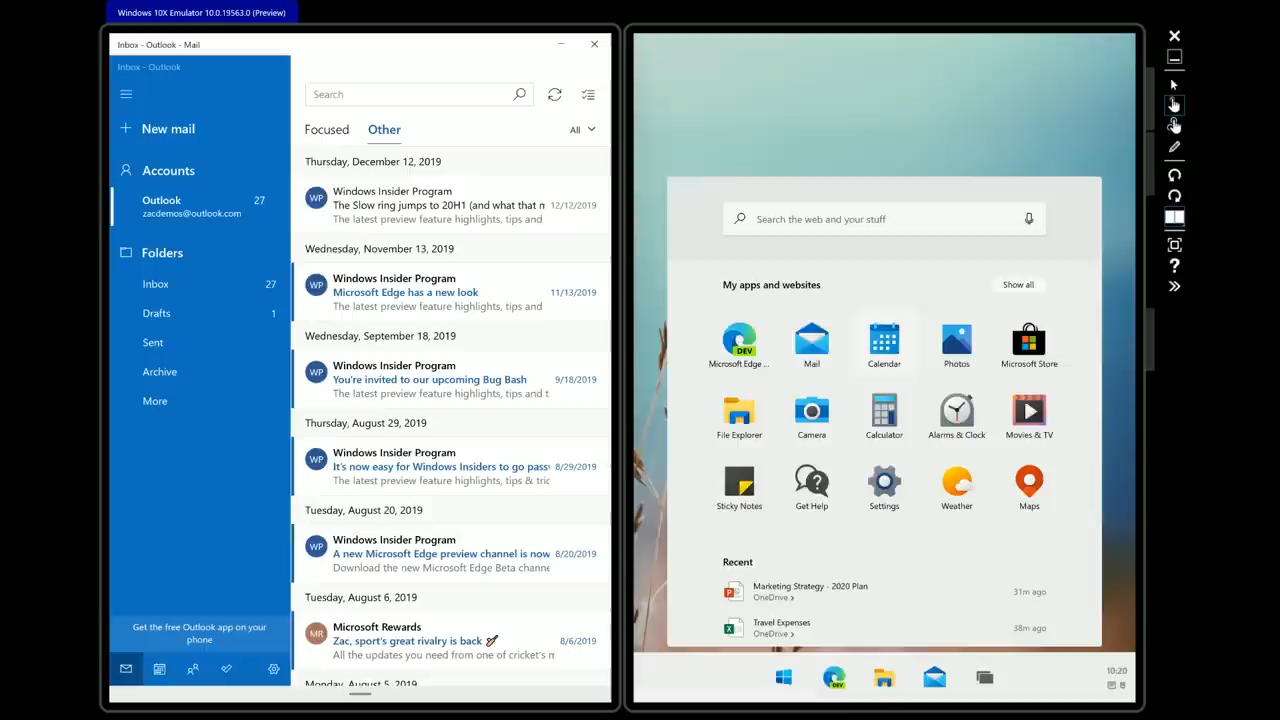 Windows 10X Emulator 10.0.19563.0 (Preview)
Inbox - Outlook - Mail
Inbox - Outlook
New mail
Accounts
Outlook 27
zacdemos@outlook.com
Folders
Inbox 27
Drafts 1
Sent
Archive
More
Get the free Outlook app on your
phone
Search
Focused Other All
Thursday, December 12, 2019
WP Windows Insider Program
The Slow ring jumps to 20H1 (and what that m 12/12/2019
The latest preview feature highlights, tips and
Wednesday, November 13, 2019
WP Windows Insider Program
Microsoft Edge has a new look 11/13/2019
The latest preview feature highlights, tips and
Wednesday, September 18, 2019
WP Windows Insider Program
You're invited to our upcoming Bug Bash 9/18/2019
The latest preview feature highlights, tips and t
Thursday, August 29, 2019
WP Windows Insider Program
It's now easy for Windows Insiders to go passw 8/29/2019
The latest preview feature highlights, tips & tric
Tuesday, August 20, 2019
WP Windows Insider Program
A new Microsoft Edge preview channel is now 8/20/2019
Download the new Microsoft Edge Beta channe
Tuesday, August 6, 2019
MR Microsoft Rewards
Zac, sport's great rivalry is back 8/6/2019
All the updates you need from one of cricket's m
Monday, August 5, 2019
Search the web and your stuff
My apps and websites Show all
DEV
Microsoft Edge ... Mail Calendar Photos Microsoft Store
File Explorer Camera Calculator Alarms & Clock Movies & TV
Sticky Notes Get Help Settings Weather Maps
Recent
Marketing Strategy - 2020 Plan 31m ago
OneDrive ›
Travel Expenses 38m ago
OneDrive ›
DEV
10:20